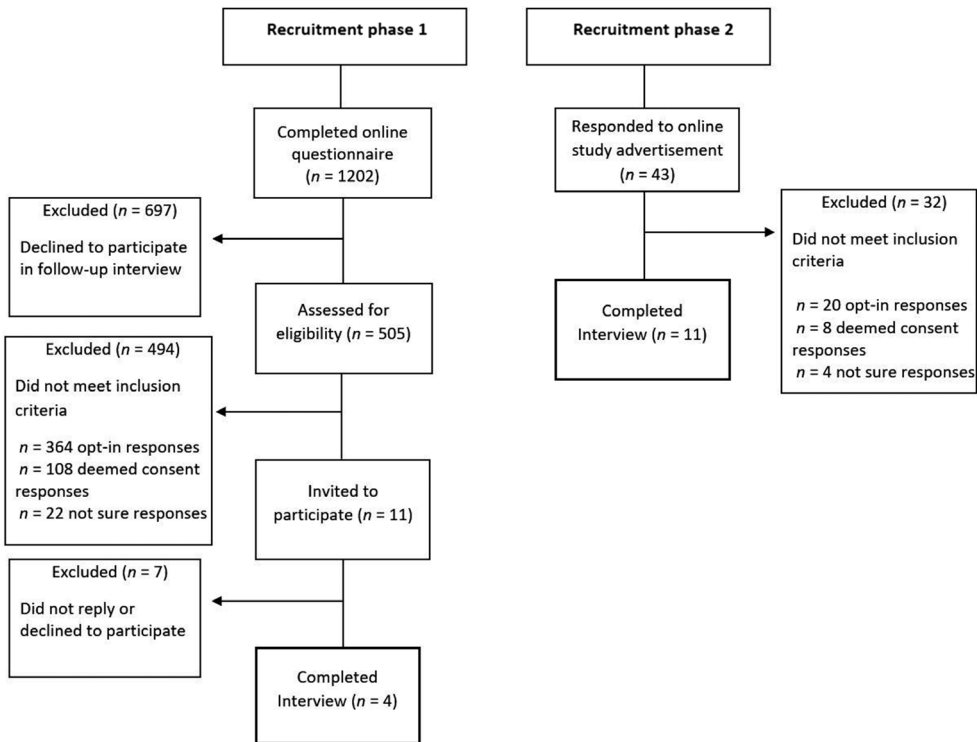 Recruitment phase 1
Completed online
questionnaire
(n = 1202)
Excluded (n = 697)
Declined to participate
in follow-up interview
Assessed for
eligibility (n = 505)
Excluded (n = 494)
Did not meet inclusion
criteria
n = 364 opt-in responses
n = 108 deemed consent
responses
n = 22 not sure responses
Invited to
participate (n = 11)
Excluded (n = 7)
Did not reply or
declined to participate
Completed
Interview (n = 4)
Recruitment phase 2
Responded to online
study advertisement
(n = 43)
Excluded (n = 32)
Did not meet inclusion
criteria
n = 20 opt-in responses
n = 8 deemed consent
responses
n = 4 not sure responses
Completed
Interview (n = 11)